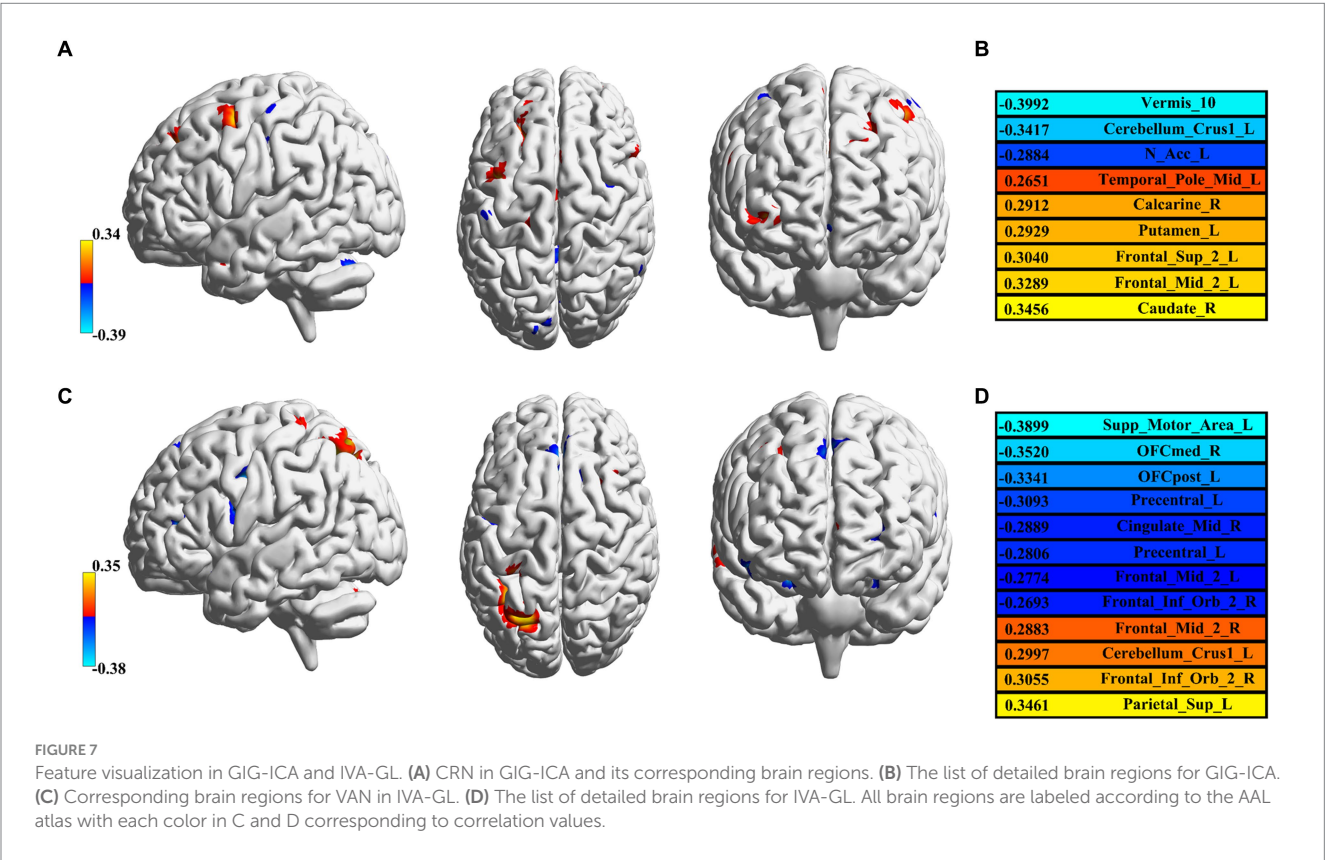 A
B
0.34
-0.39
-0.3992 Vermis_10
-0.3417 Cerebellum_Crus1_L
-0.2884 N_Acc_L
0.2651 Temporal_Pole_Mid_L
0.2912 Calcarine_R
0.2929 Putamen_L
0.3040 Frontal_Sup_2_L
0.3289 Frontal_Mid_2_L
0.3456 Caudate_R
C
D
0.35
-0.38
-0.3899 Supp_Motor_Area_L
-0.3520 OFCmed_R
-0.3341 OFCpost_L
-0.3093 Precentral_L
-0.2889 Cingulate_Mid_R
-0.2806 Precentral_L
-0.2774 Frontal_Mid_2_L
-0.2693 Frontal_Inf_Orb_2_R
0.2883 Frontal_Mid_2_R
0.2997 Cerebellum_Crus1_L
0.3055 Frontal_Inf_Orb_2_R
0.3461 Parietal_Sup_L
FIGURE 7
Feature visualization in GIG-ICA and IVA-GL. (A) CRN in GIG-ICA and its corresponding brain regions. (B) The list of detailed brain regions for GIG-ICA.
(C) Corresponding brain regions for VAN in IVA-GL. (D) The list of detailed brain regions for IVA-GL. All brain regions are labeled according to the AAL
atlas with each color in C and D corresponding to correlation values.